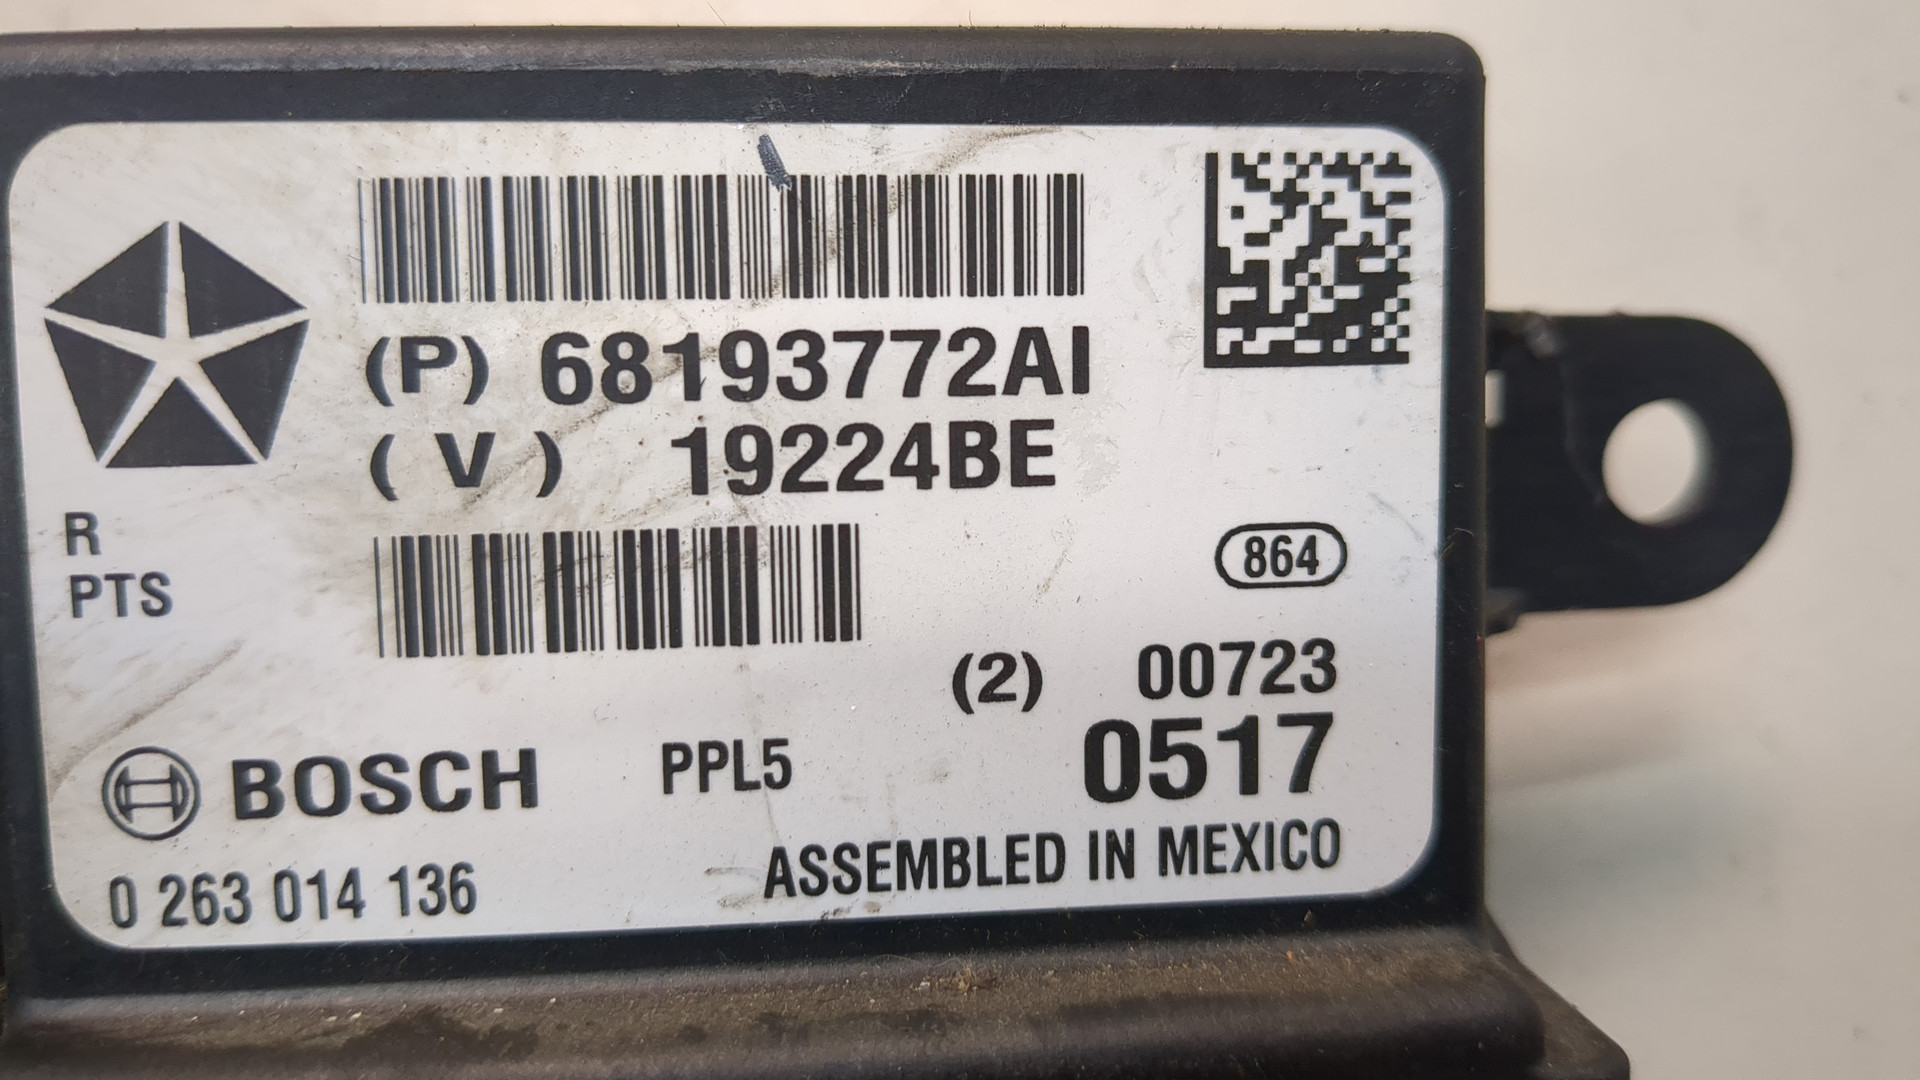 (P) 68193772AI
(V) 19224BE
R
PTS
864
(2) 00723
BOSCH PPL5 0517
ASSEMBLED IN MEXICO
0 263 014 136